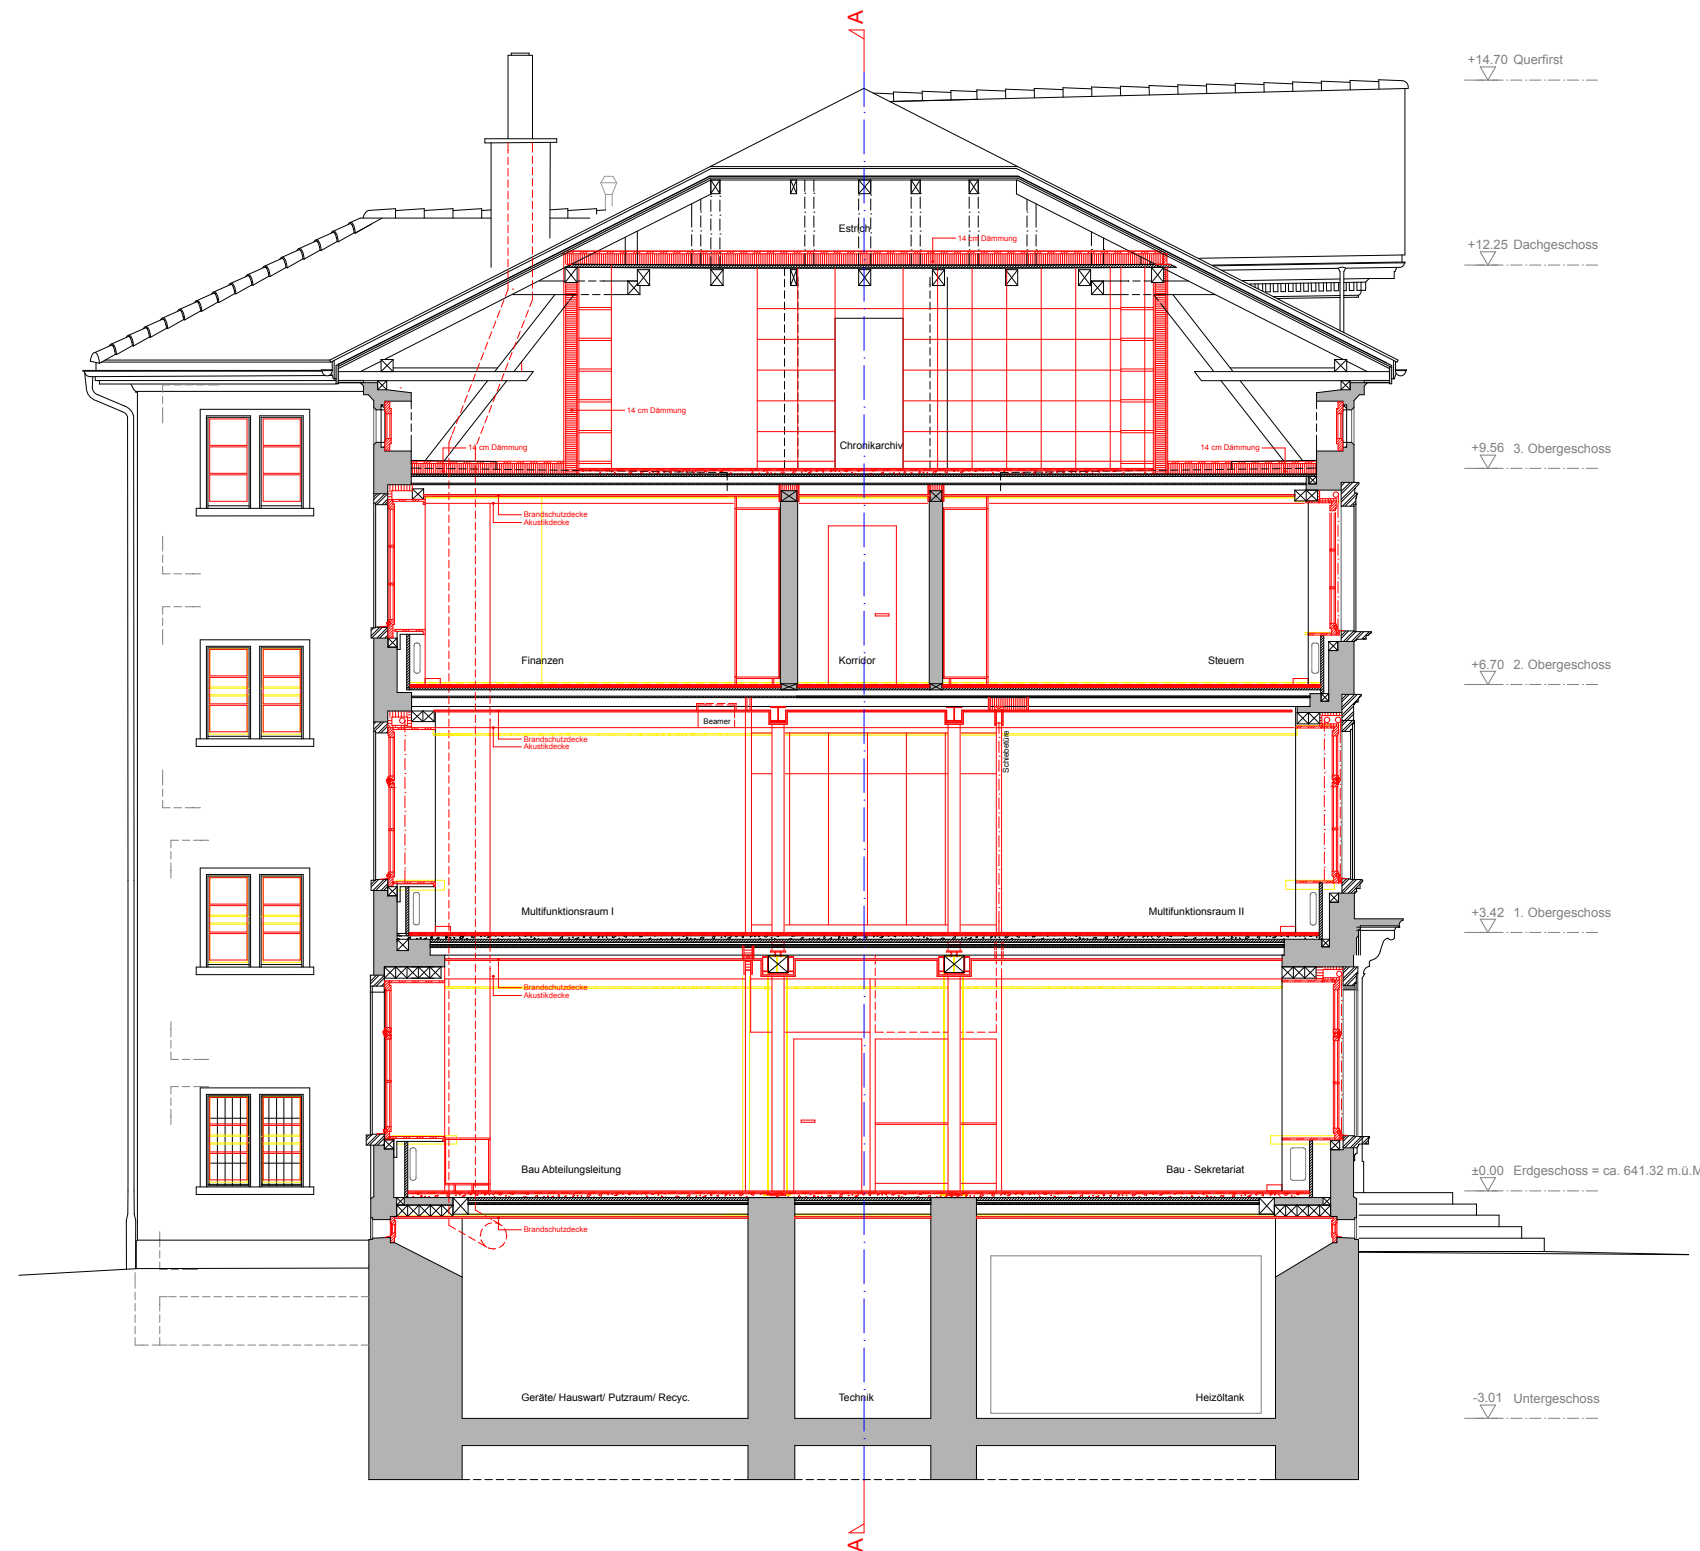 A
+14.70 Querfirst
Estrich
14 cm Dämmung
+12.25 Dachgeschoss
14 cm Dämmung
14 cm Dämmung
Chronikarchiv
14 cm Dämmung
+9.56 3. Obergeschoss
Brandschutzdecke
Akustikdecke
Finanzen
Korridor
Steuern
+6.70 2. Obergeschoss
Beamer
Brandschutzdecke
Akustikdecke
Schiebetüre
Multifunktionsraum I
Multifunktionsraum II
+3.42 1. Obergeschoss
Brandschutzdecke
Akustikdecke
Bau Abteilungsleitung
Bau - Sekretariat
±0.00 Erdgeschoss = ca. 641.32 m.ü.M
Brandschutzdecke
Geräte/ Hauswart/ Putzraum/ Recyc.
Technik
Heizöltank
-3.01 Untergeschoss
A